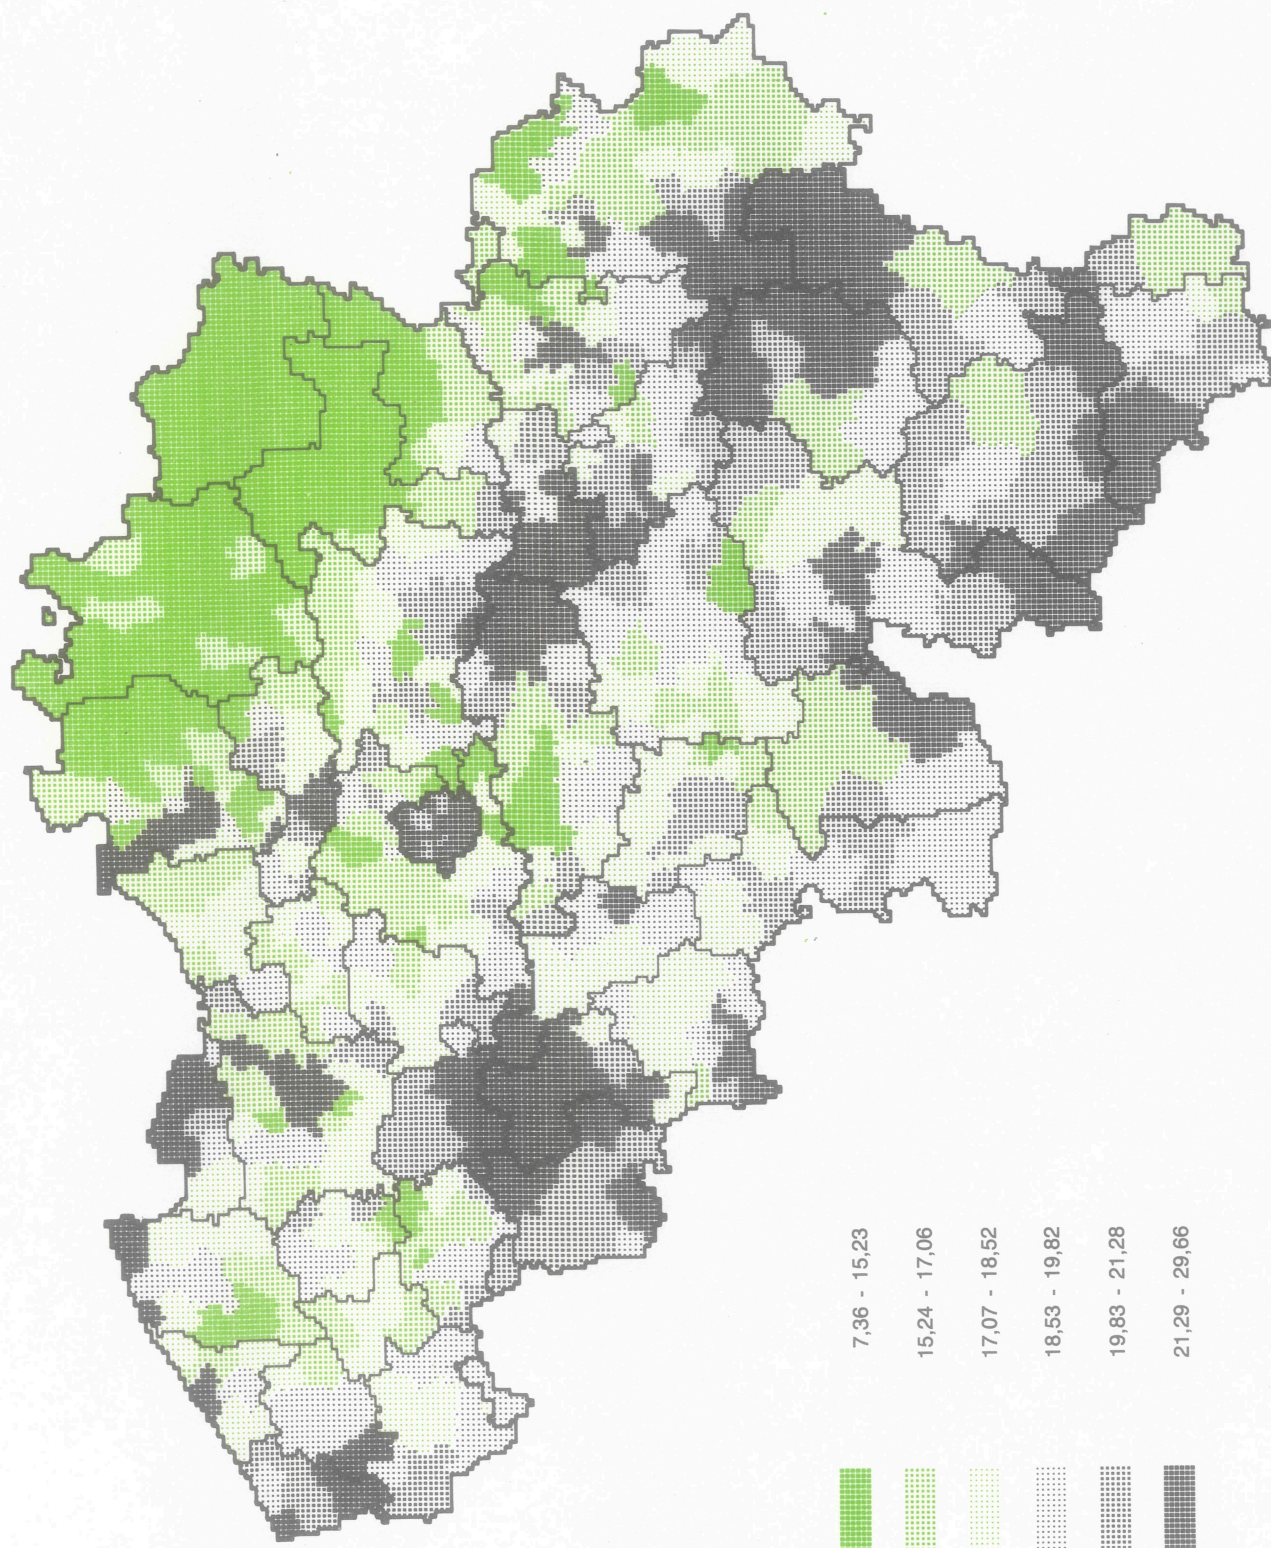 7,36 - 15,23
15,24 - 17,06
17,07 - 18,52
18,53 - 19,82
19,83 - 21,28
21,29 - 29,66